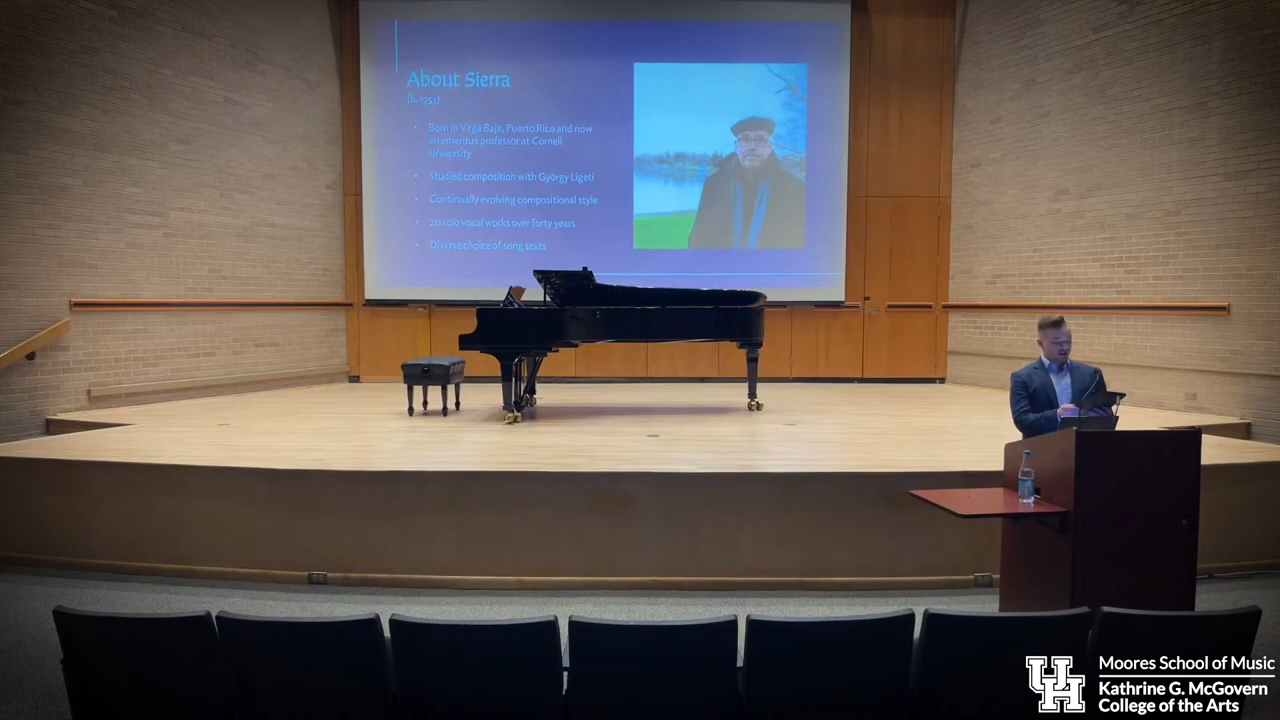 About Sierra
(b. 1953)
• Born in Vega Baja, Puerto Rico and now
an emeritus professor at Cornell
University
• Studied composition with György Ligeti
• Continually evolving compositional style
• 20 solo vocal works over forty years
• Diverse choice of song texts
UH
Moores School of Music
Kathrine G. McGovern
College of the Arts